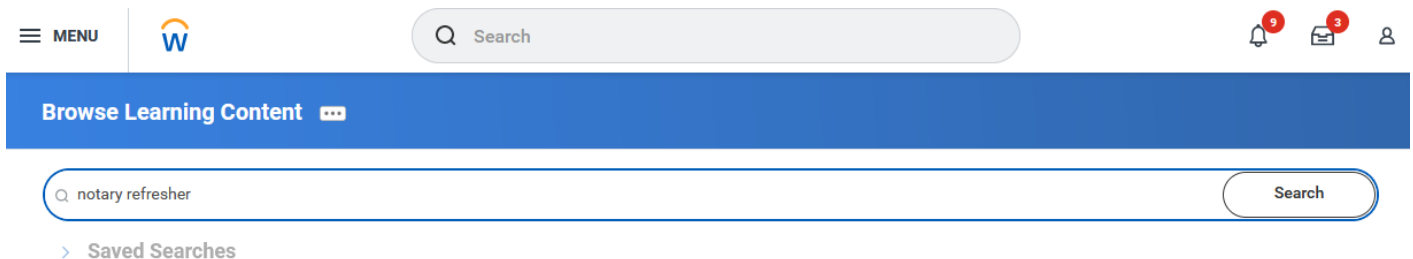 MENU
W
Search
9
3
Browse Learning Content
notary refresher
Search
Saved Searches